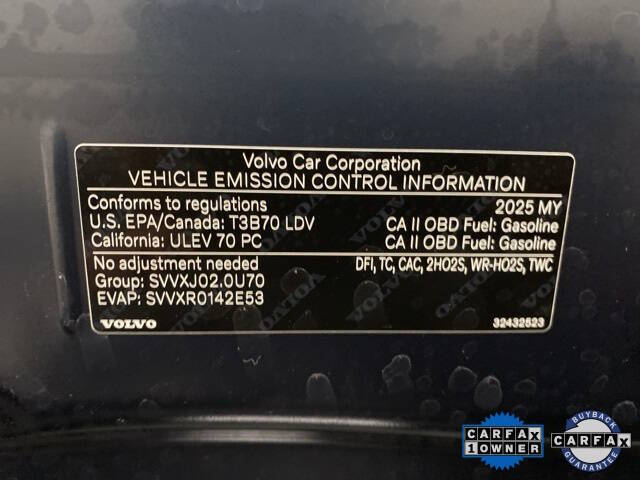 Volvo Car Corporation
VEHICLE EMISSION CONTROL INFORMATION
Conforms to regulations 2025 MY
U.S. EPA/Canada: T3B70 LDV CA II OBD Fuel: Gasoline
California: ULEV 70 PC CA II OBD Fuel: Gasoline
No adjustment needed DFI, TC, CAC, 2HO2S, WR-HO2S, TWC
Group: SVVXJ02.0U70
EVAP: SVVXR0142E53
VOLVO 32432523
CARFAX
1 OWNER
BUYBACK
CARFAX
GUARANTEE